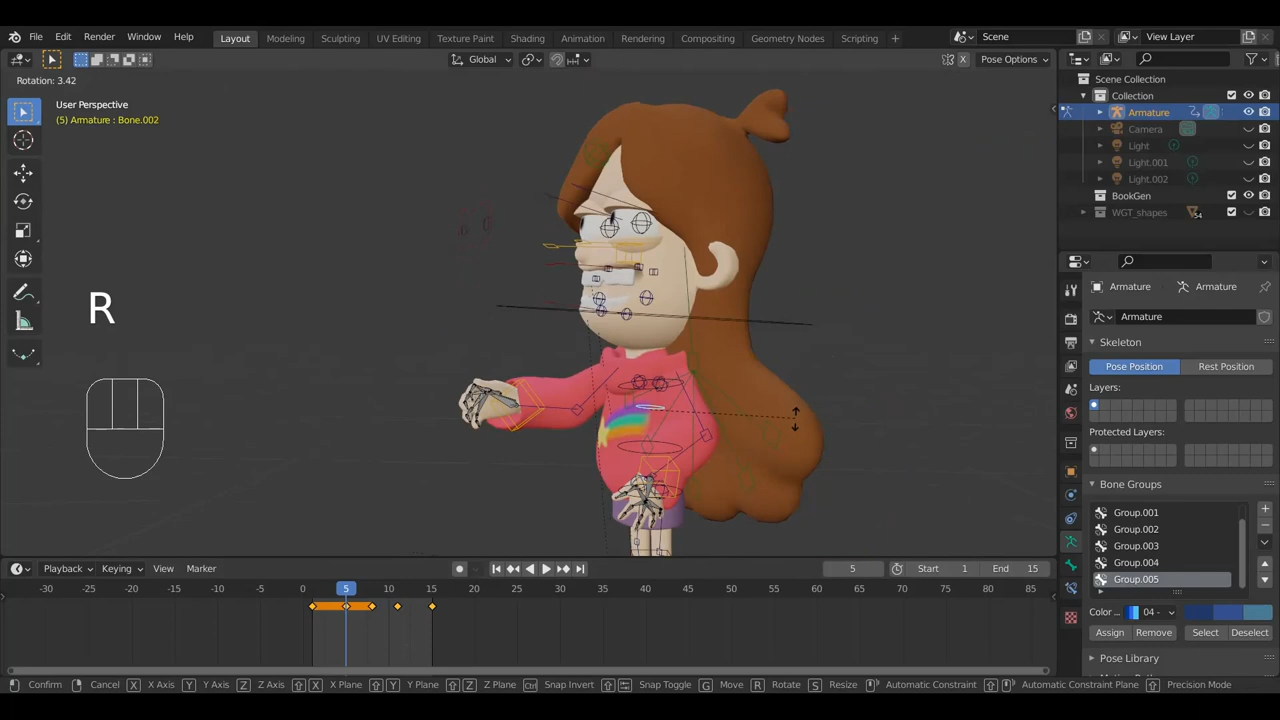 File Edit Render Window Help Layout Modeling Sculpting UV Editing Texture Paint Shading Animation Rendering Compositing Geometry Nodes Scripting + Scene View Layer
Global X Pose Options
Rotation: 3.42
User Perspective
(5) Armature : Bone.002
R
Scene Collection
Collection
Armature
Camera
Light
Light.001
Light.002
BookGen
WGT_shapes 54
Armature Armature
Armature
Skeleton
Pose Position Rest Position
Layers:
Protected Layers:
Bone Groups
Group.001
Group.002
Group.003
Group.004
Group.005
Color ... 04 -
Assign Remove Select Deselect
Pose Library
Playback Keying View Marker 5 Start 1 End 15
-30 -25 -20 -15 -10 -5 0 5 10 15 20 25 30 35 40 45 50 55 60 65 70 75 80 85
Confirm Cancel X X Axis Y Y Axis Z Z Axis X X Plane Y Y Plane Z Z Plane Ctrl Snap Invert Snap Toggle G Move R Rotate S Resize Automatic Constraint Automatic Constraint Plane Precision Mode